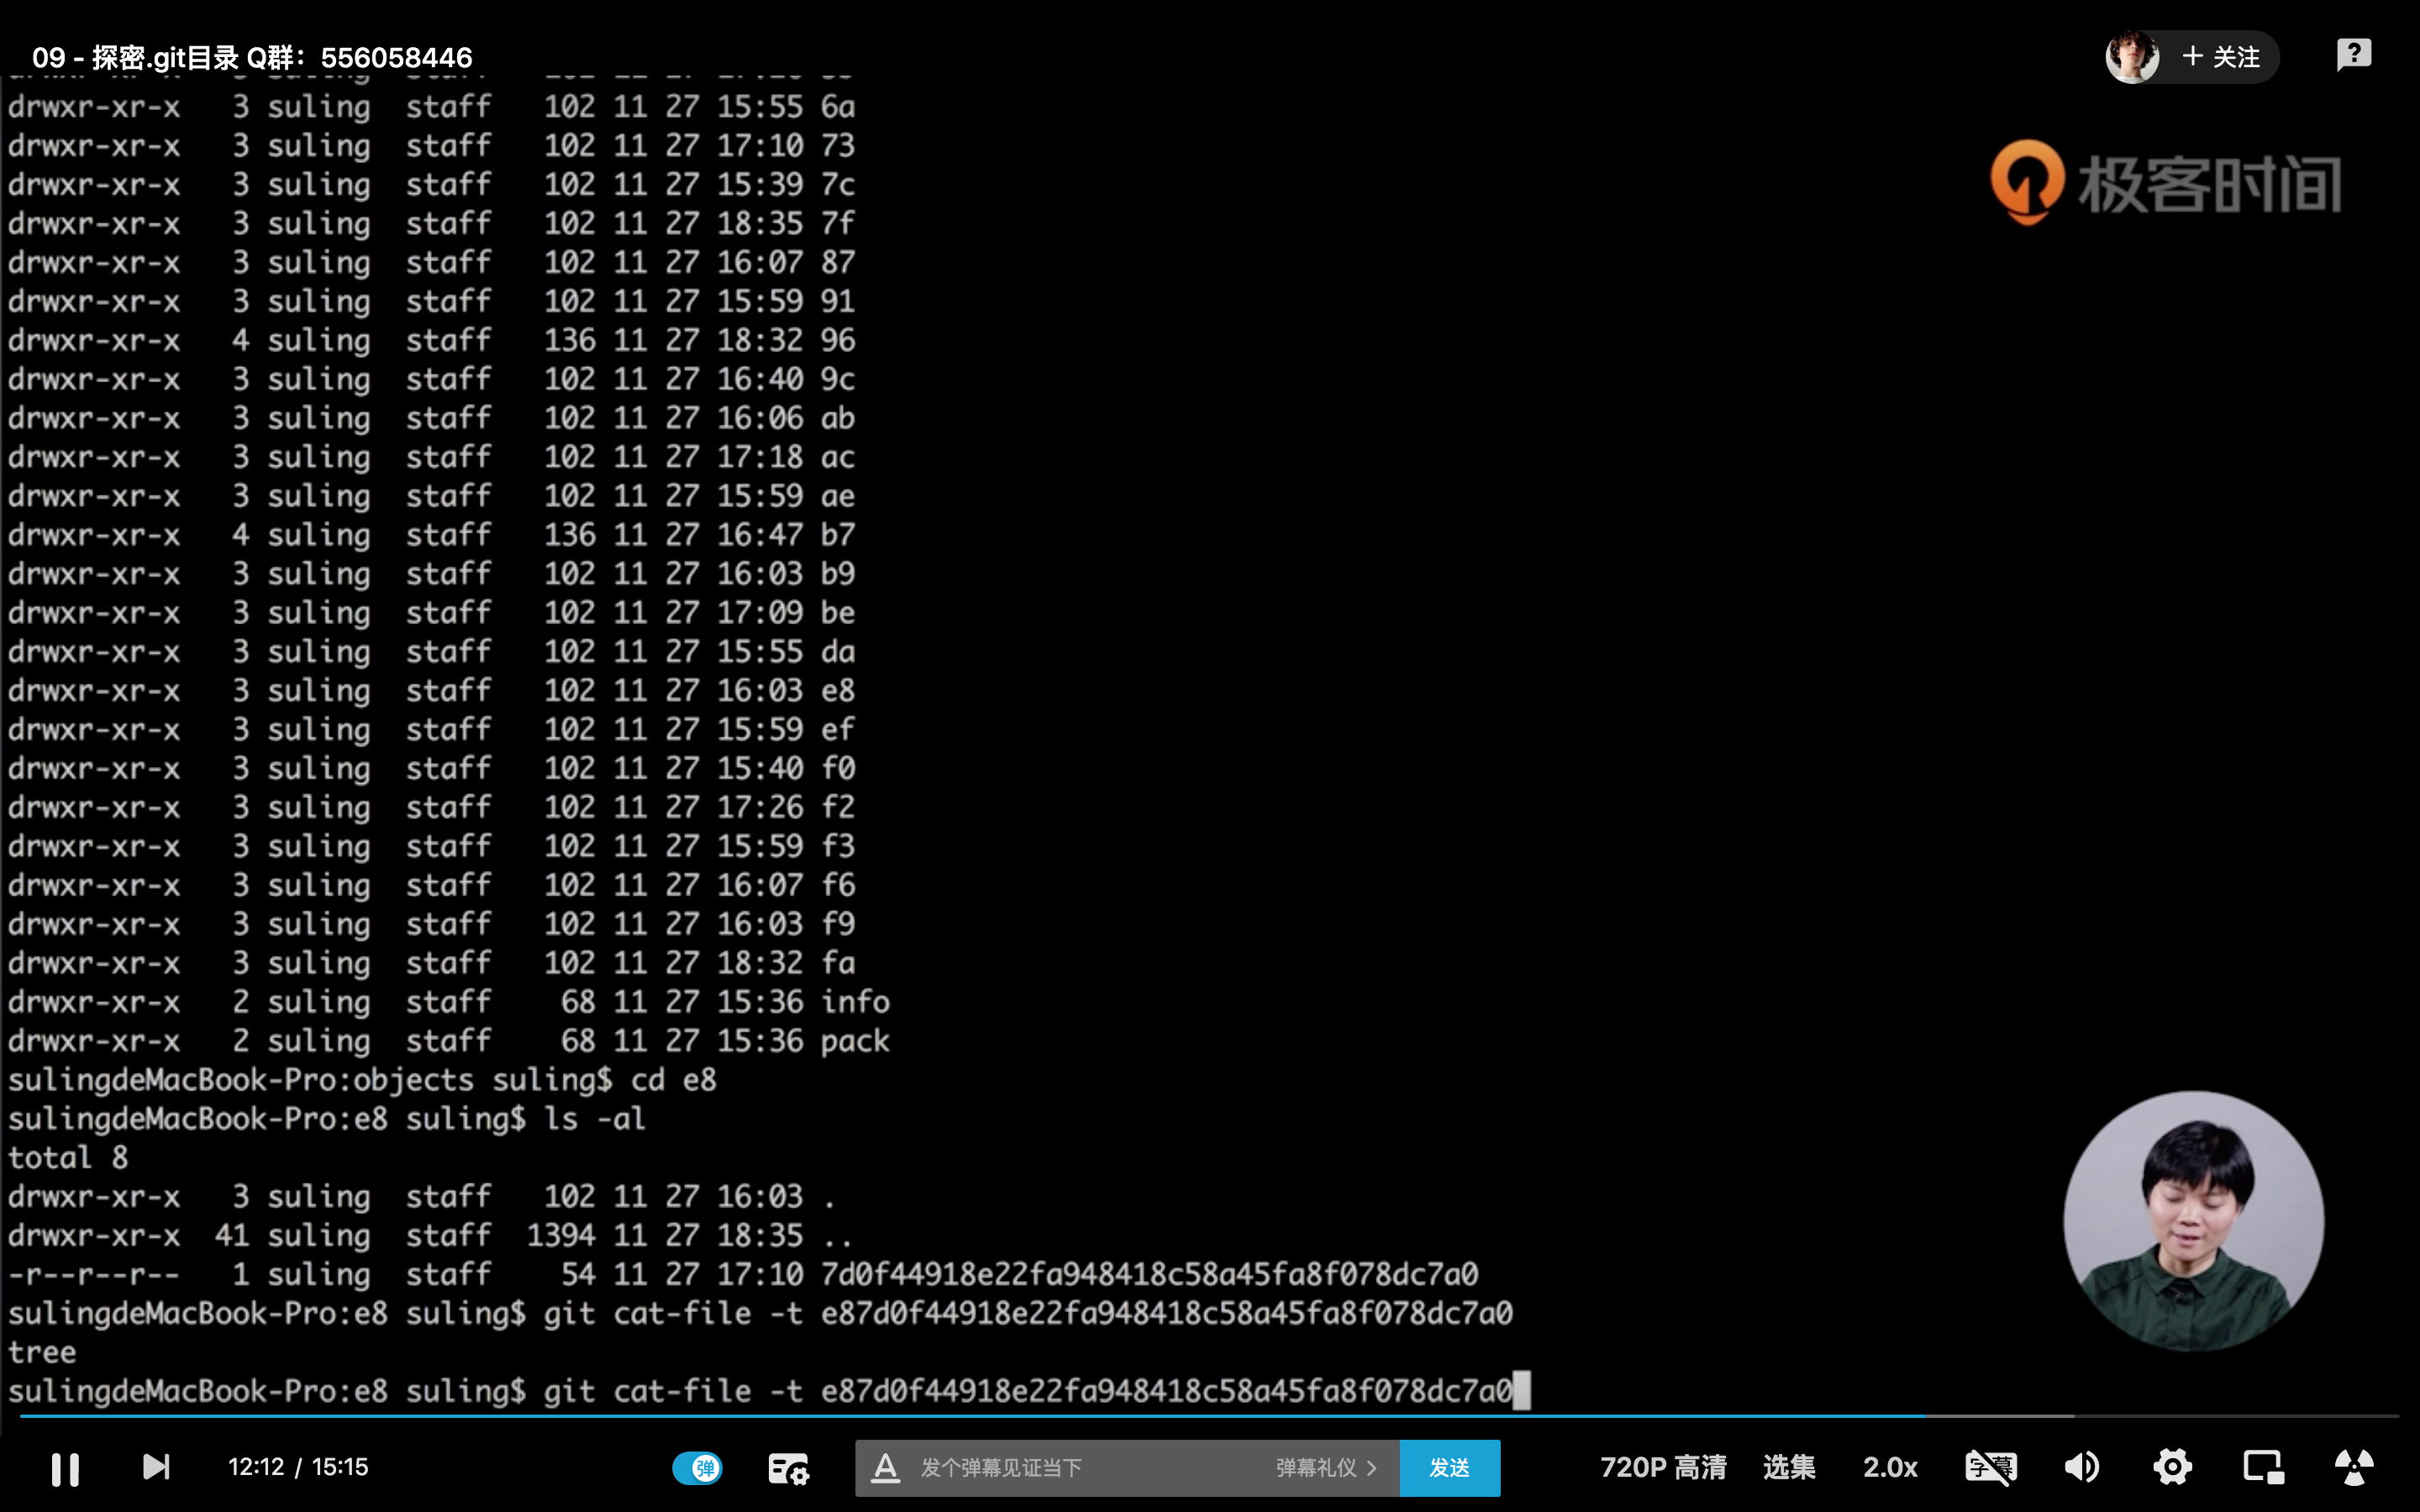 09 - 探密.git目录 Q群：556058446
+ 关注
drwxr-xr-x 3 suling staff 102 11 27 15:55 6a
drwxr-xr-x 3 suling staff 102 11 27 17:10 73
极客时间
drwxr-xr-x 3 suling staff 102 11 27 15:39 7c
drwxr-xr-x 3 suling staff 102 11 27 18:35 7f
drwxr-xr-x 3 suling staff 102 11 27 16:07 87
drwxr-xr-x 3 suling staff 102 11 27 15:59 91
drwxr-xr-x 4 suling staff 136 11 27 18:32 96
drwxr-xr-x 3 suling staff 102 11 27 16:40 9c
drwxr-xr-x 3 suling staff 102 11 27 16:06 ab
drwxr-xr-x 3 suling staff 102 11 27 17:18 ac
drwxr-xr-x 3 suling staff 102 11 27 15:59 ae
drwxr-xr-x 4 suling staff 136 11 27 16:47 b7
drwxr-xr-x 3 suling staff 102 11 27 16:03 b9
drwxr-xr-x 3 suling staff 102 11 27 17:09 be
drwxr-xr-x 3 suling staff 102 11 27 15:55 da
drwxr-xr-x 3 suling staff 102 11 27 16:03 e8
drwxr-xr-x 3 suling staff 102 11 27 15:59 ef
drwxr-xr-x 3 suling staff 102 11 27 15:40 f0
drwxr-xr-x 3 suling staff 102 11 27 17:26 f2
drwxr-xr-x 3 suling staff 102 11 27 15:59 f3
drwxr-xr-x 3 suling staff 102 11 27 16:07 f6
drwxr-xr-x 3 suling staff 102 11 27 16:03 f9
drwxr-xr-x 3 suling staff 102 11 27 18:32 fa
drwxr-xr-x 2 suling staff 68 11 27 15:36 info
drwxr-xr-x 2 suling staff 68 11 27 15:36 pack
sulingdeMacBook-Pro:objects suling$ cd e8
sulingdeMacBook-Pro:e8 suling$ ls -al
total 8
drwxr-xr-x 3 suling staff 102 11 27 16:03 .
drwxr-xr-x 41 suling staff 1394 11 27 18:35 ..
-r--r--r-- 1 suling staff 54 11 27 17:10 7d0f44918e22fa948418c58a45fa8f078dc7a0
sulingdeMacBook-Pro:e8 suling$ git cat-file -t e87d0f44918e22fa948418c58a45fa8f078dc7a0
tree
sulingdeMacBook-Pro:e8 suling$ git cat-file -t e87d0f44918e22fa948418c58a45fa8f078dc7a0
12:12 / 15:15 弹 A 发个弹幕见证当下 弹幕礼仪 > 发送 720P 高清 选集 2.0x 字幕